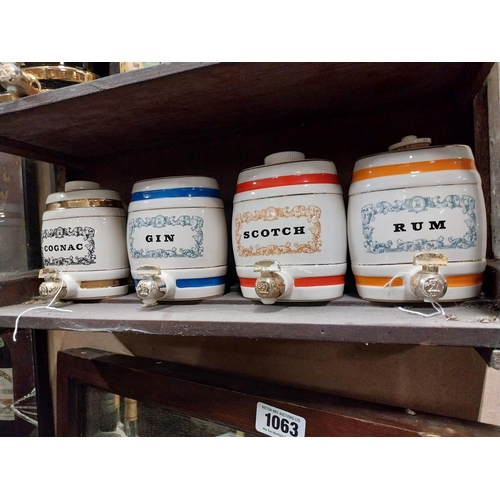 COGNAC
GIN
SCOTCH
RUM
1063